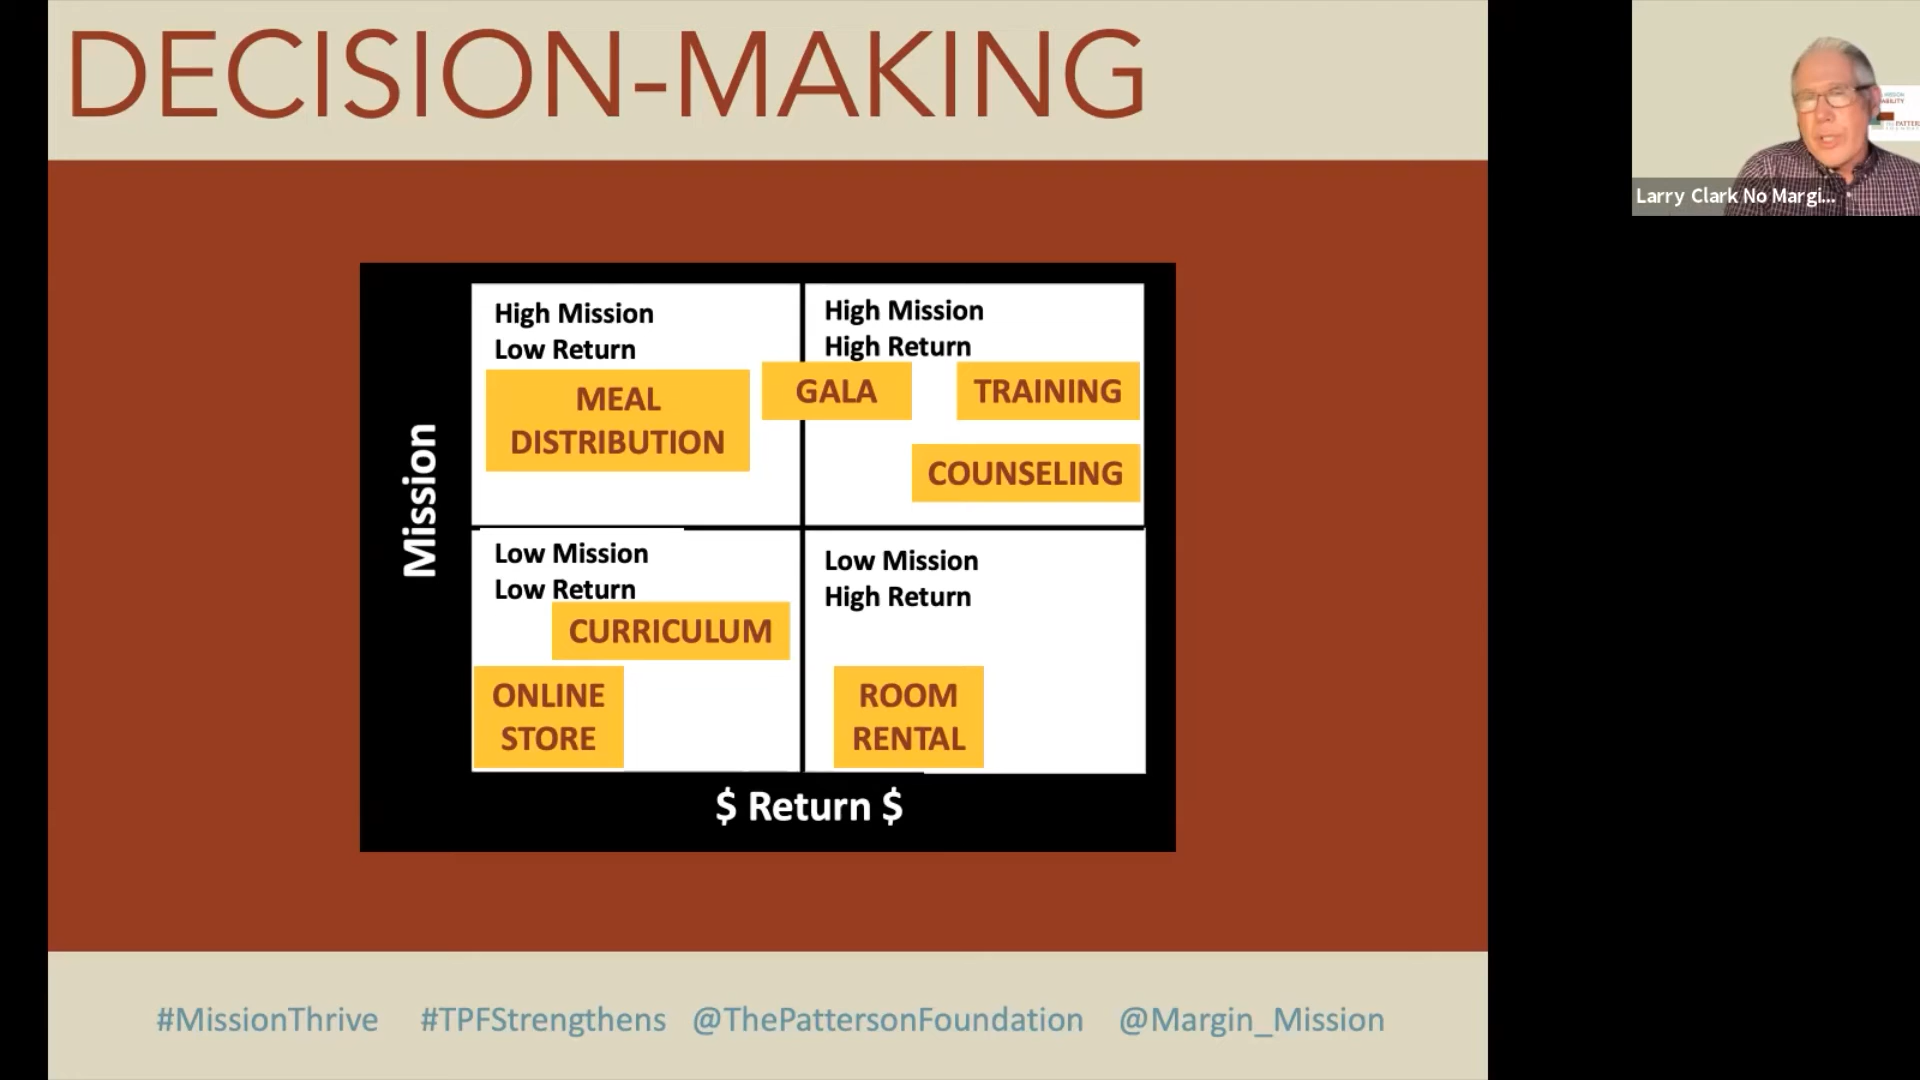 DECISION-MAKING
Larry Clark No Margi...
High Mission
Low Return
MEAL
DISTRIBUTION
High Mission
High Return
GALA
TRAINING
COUNSELING
Mission
Low Mission
Low Return
CURRICULUM
ONLINE
STORE
Low Mission
High Return
ROOM
RENTAL
$ Return $
#MissionThrive #TPFStrengthens @ThePattersonFoundation @Margin_Mission